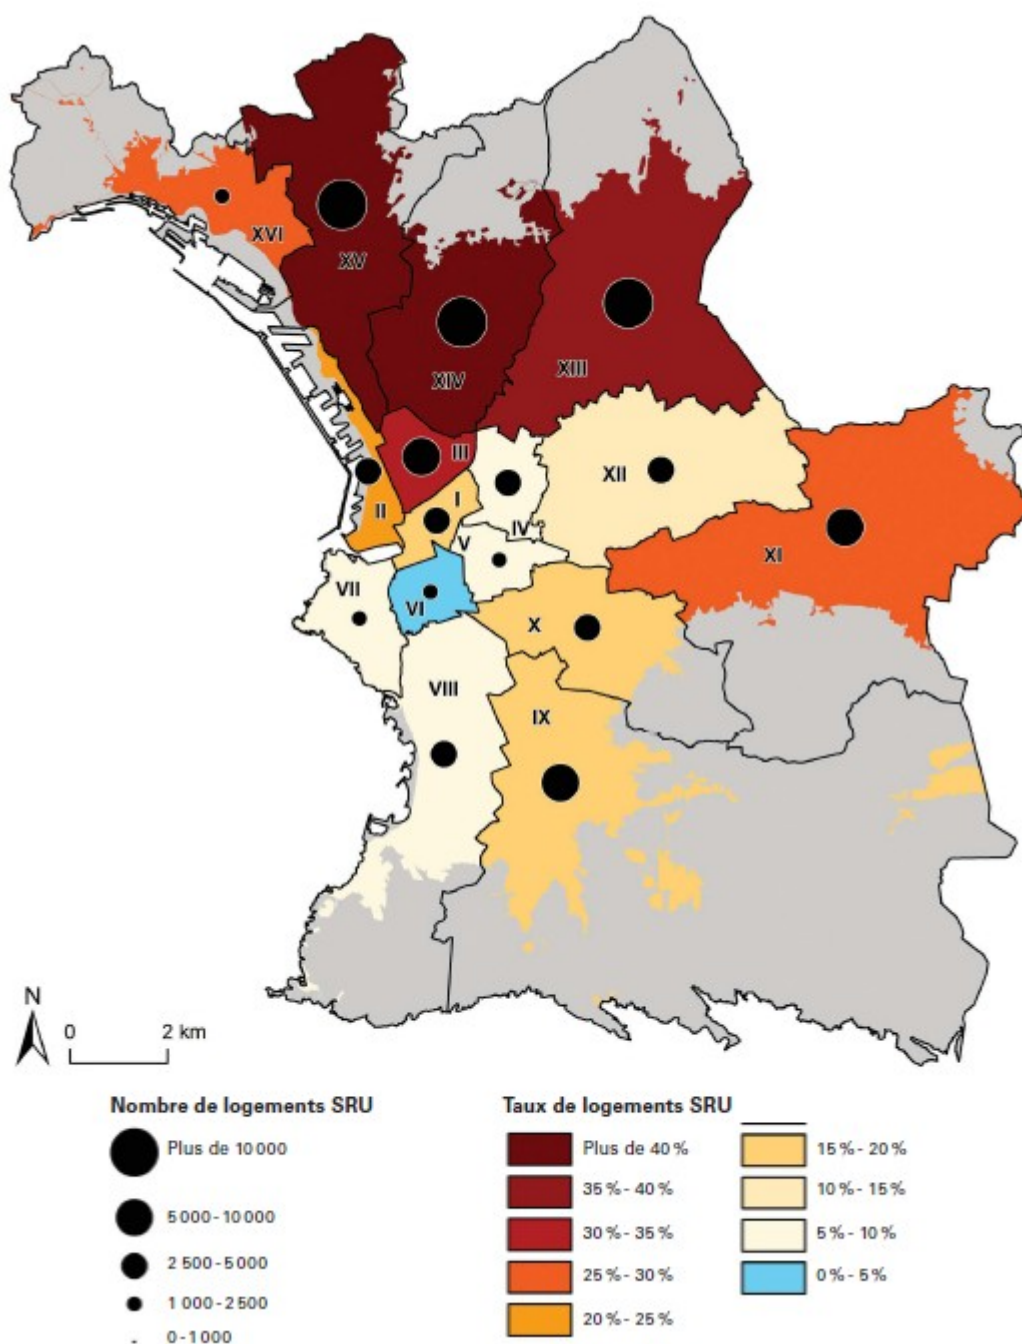 XVI
XV
XIV
XIII
III
XII
I
II
IV
V
XI
VII
VI
X
VIII
IX
N
0 2 km
Nombre de logements SRU
Plus de 10 000
5 000 - 10 000
2 500 - 5 000
1 000 - 2 500
0 - 1 000
Taux de logements SRU
Plus de 40 %
35 % - 40 %
30 % - 35 %
25 % - 30 %
20 % - 25 %
15 % - 20 %
10 % - 15 %
5 % - 10 %
0 % - 5 %